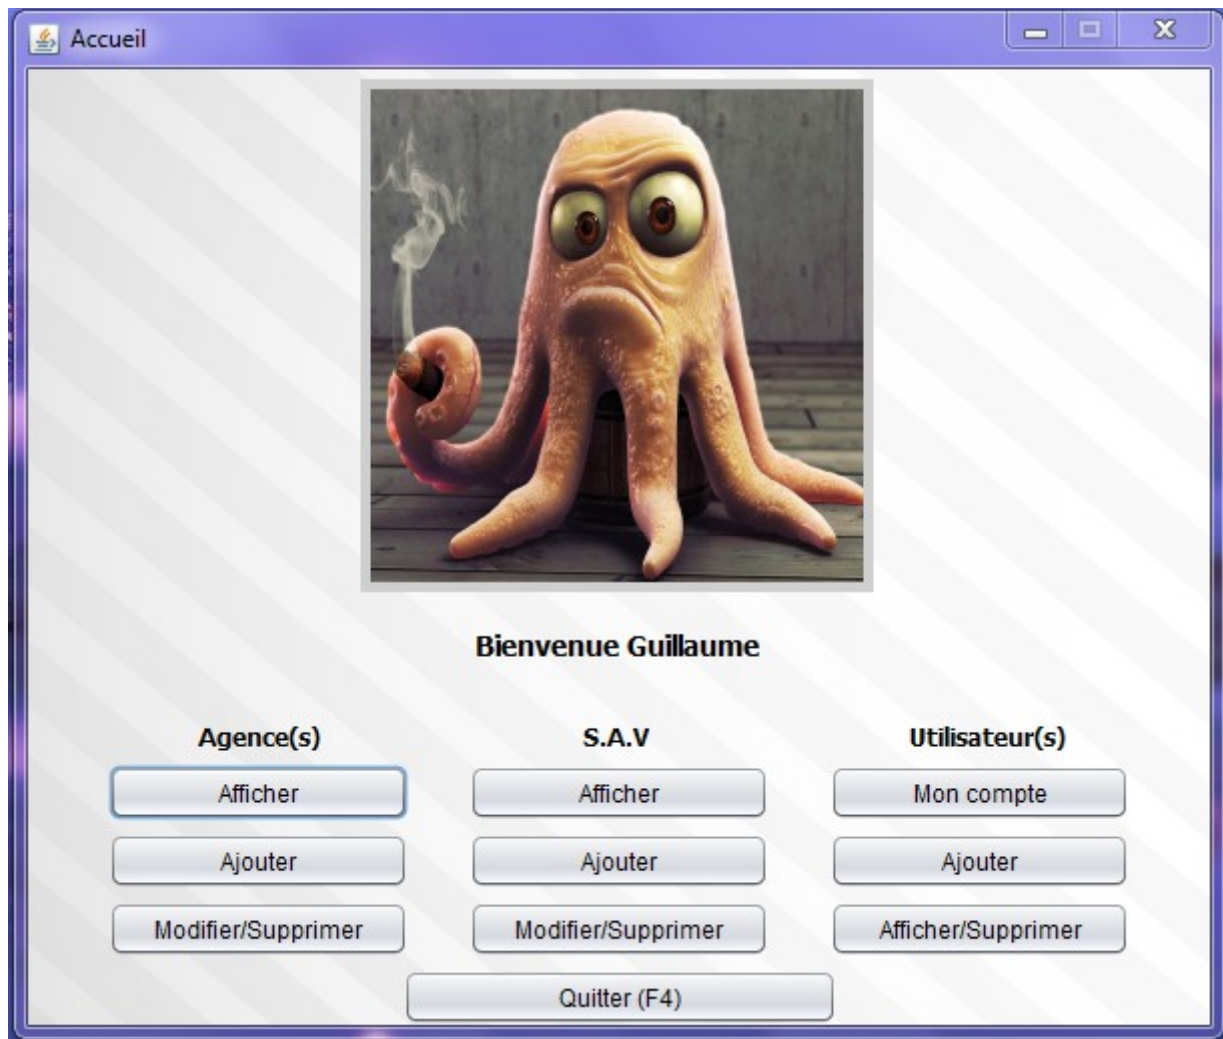 Accueil
Bienvenue Guillaume
Agence(s) S.A.V Utilisateur(s)
Afficher Afficher Mon compte
Ajouter Ajouter Ajouter
Modifier/Supprimer Modifier/Supprimer Afficher/Supprimer
Quitter (F4)